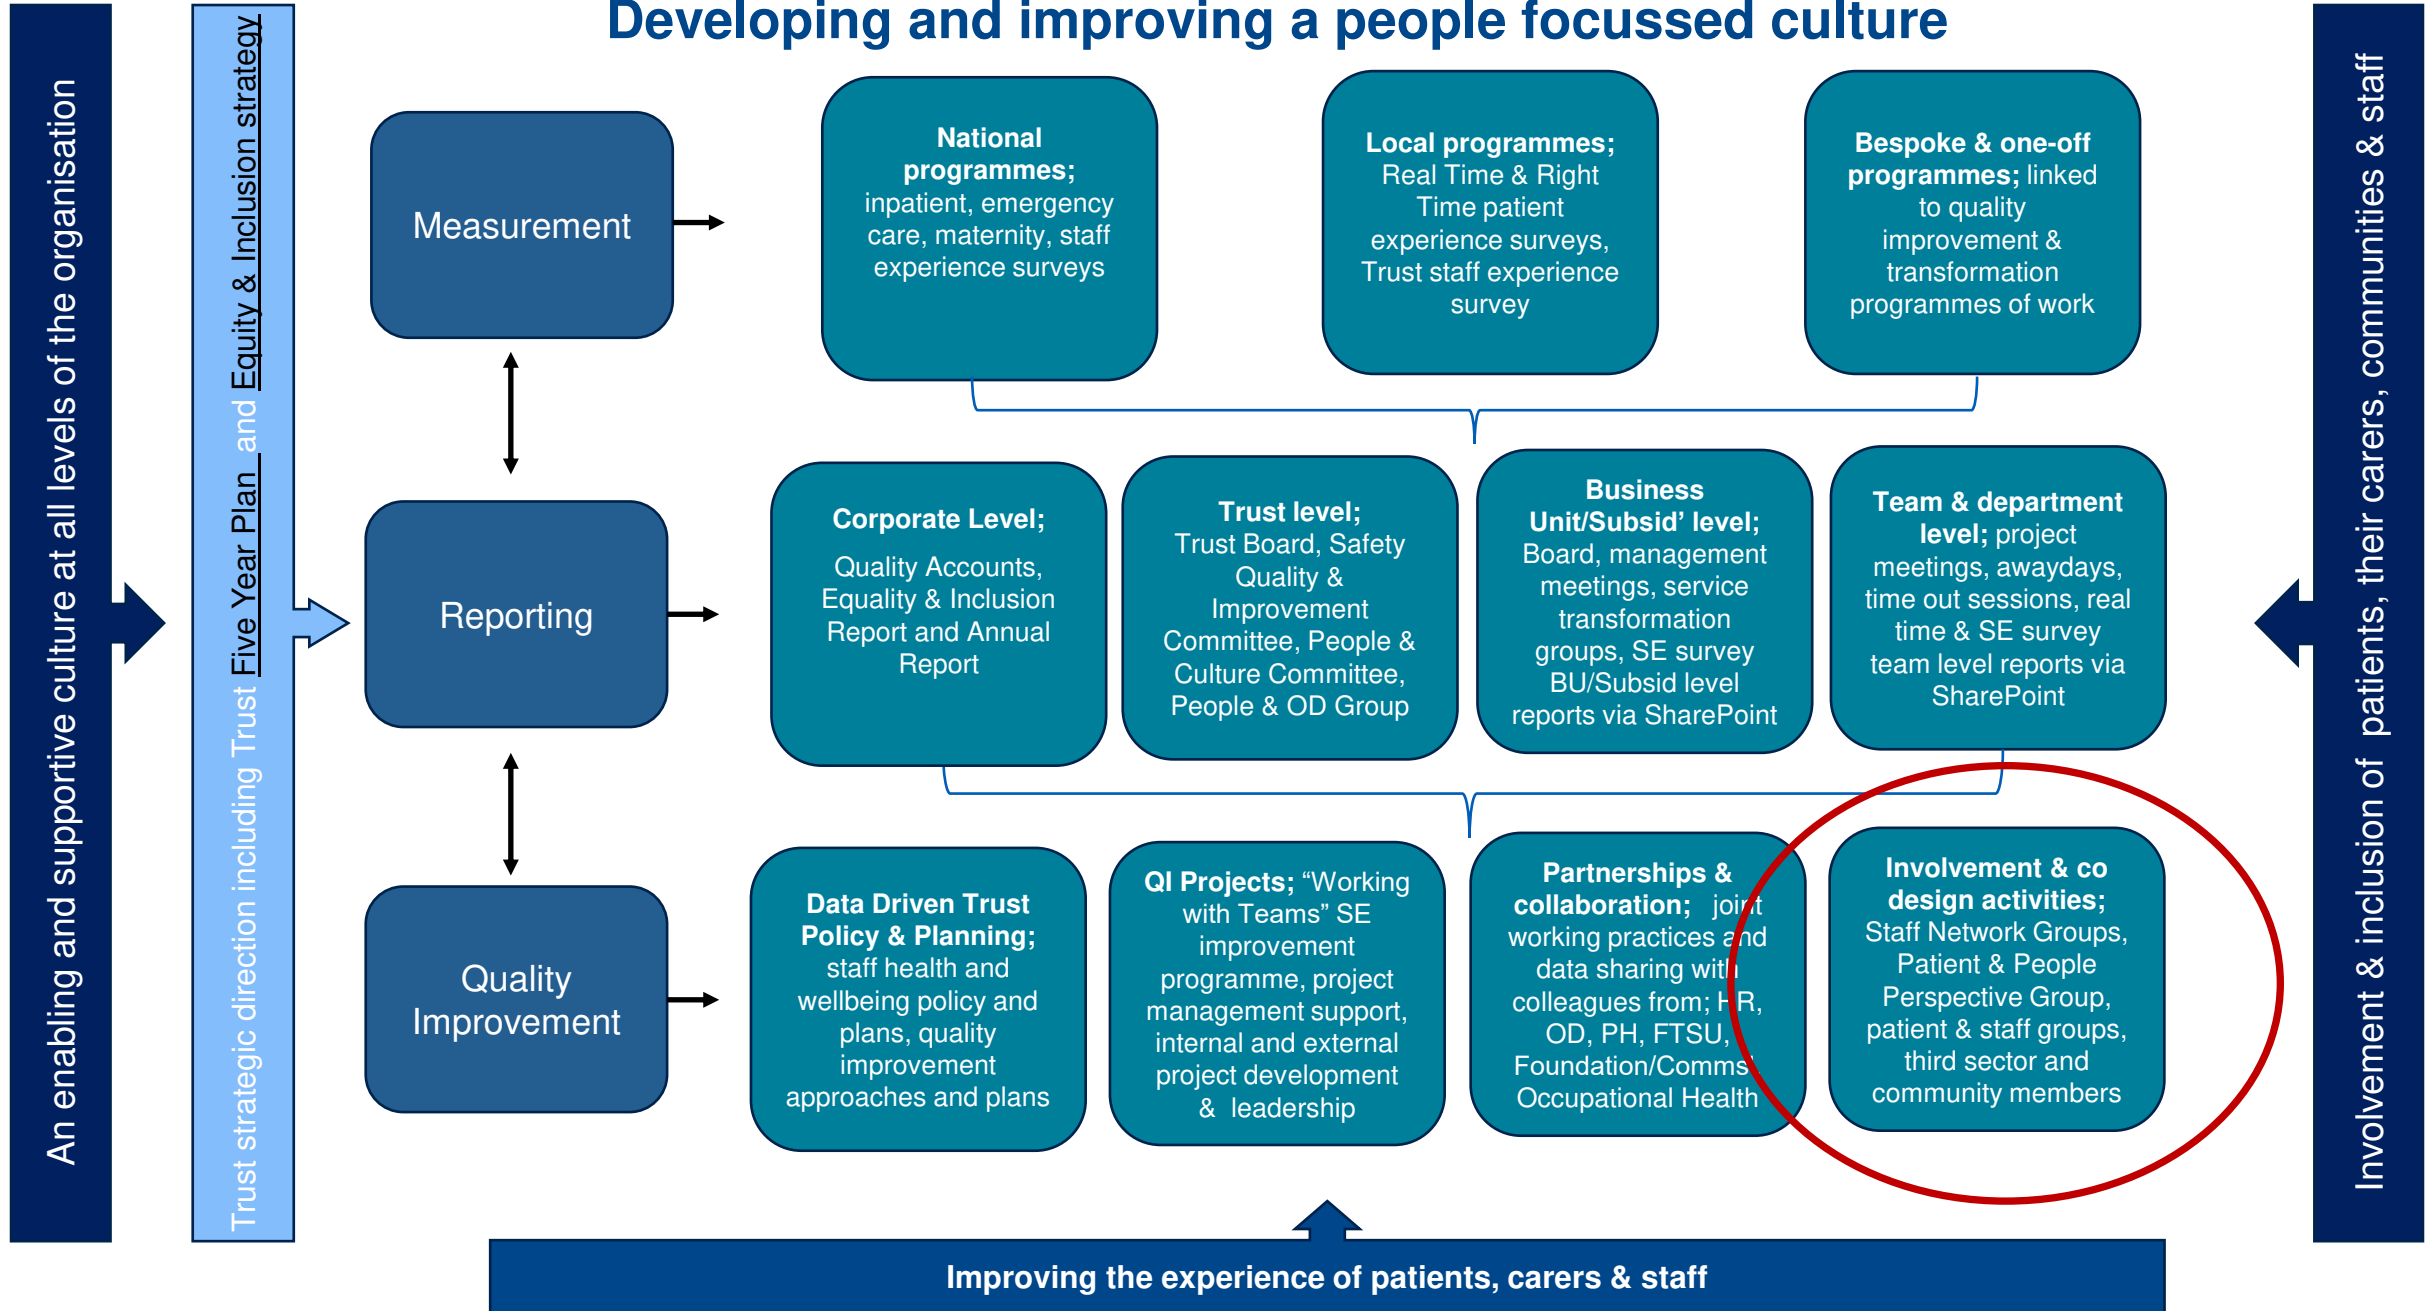 Developing and improving a people focussed culture
An enabling and supportive culture at all levels of the organisation
Trust strategic direction including Trust Five Year Plan and Equity & Inclusion strategy
Measurement
National
programmes;
inpatient, emergency
care, maternity, staff
experience surveys
Local programmes;
Real Time & Right
Time patient
experience surveys,
Trust staff experience
survey
Bespoke & one-off
programmes; linked
to quality
improvement &
transformation
programmes of work
Reporting
Corporate Level;
Quality Accounts,
Equality & Inclusion
Report and Annual
Report
Trust level;
Trust Board, Safety
Quality &
Improvement
Committee, People &
Culture Committee,
People & OD Group
Business
Unit/Subsid’ level;
Board, management
meetings, service
transformation
groups, SE survey
BU/Subsid level
reports via SharePoint
Team & department
level; project
meetings, awaydays,
time out sessions, real
time & SE survey
team level reports via
SharePoint
Quality
Improvement
Data Driven Trust
Policy & Planning;
staff health and
wellbeing policy and
plans, quality
improvement
approaches and plans
QI Projects; “Working
with Teams” SE
improvement
programme, project
management support,
internal and external
project development
& leadership
Partnerships &
collaboration; joint
working practices and
data sharing with
colleagues from; HR,
OD, PH, FTSU,
Foundation/Comms’,
Occupational Health
Involvement & co
design activities;
Staff Network Groups,
Patient & People
Perspective Group,
patient & staff groups,
third sector and
community members
Involvement & inclusion of patients, their carers, communities & staff
Improving the experience of patients, carers & staff